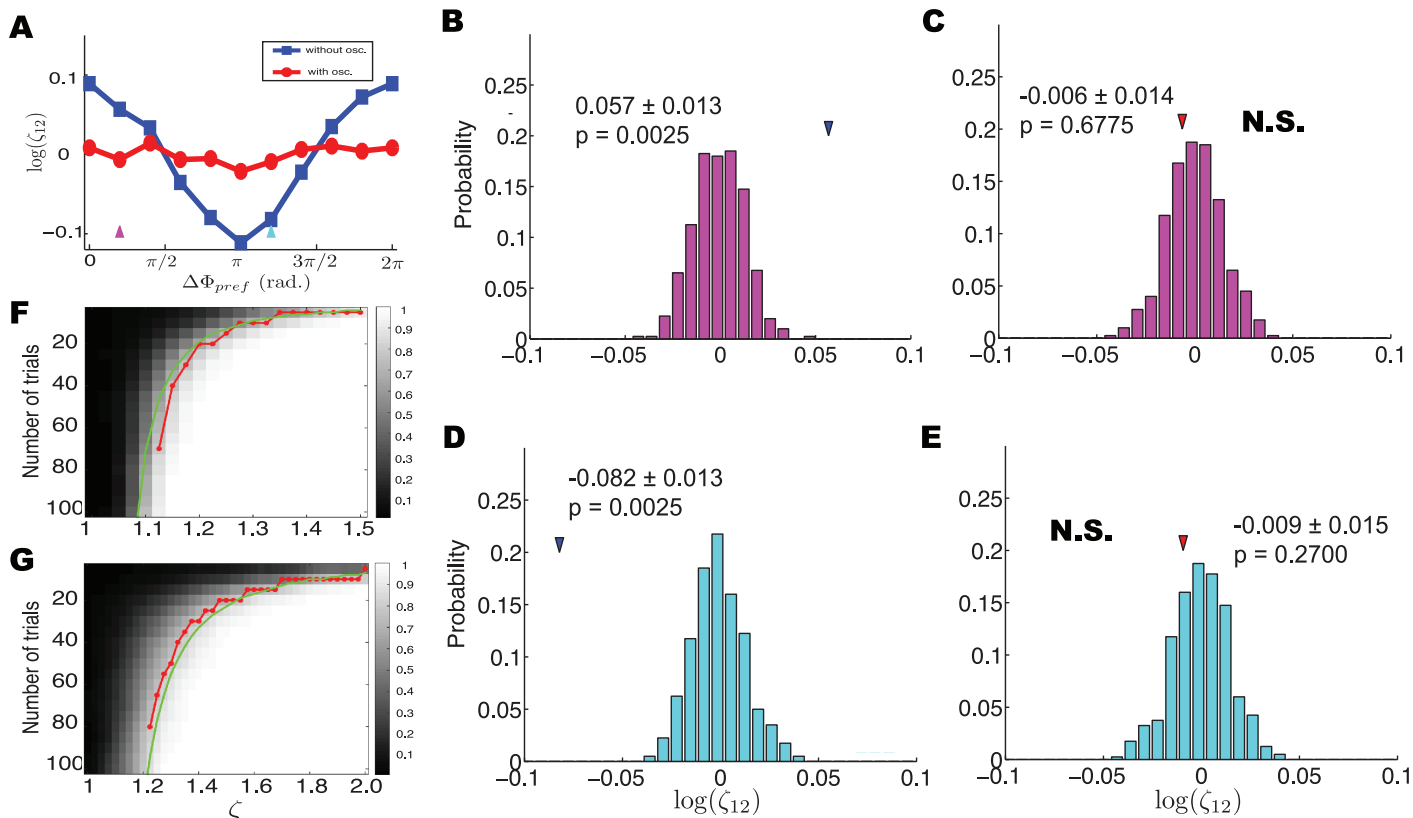 A
without osc.
with osc.
log(ζ12)
0.1
0
−0.1
0
π/2
π
3π/2
2π
ΔΦpref (rad.)
B
Probability
0.25
0.2
0.15
0.1
0.05
0
0.057 ± 0.013
p = 0.0025
−0.1
−0.05
0
0.05
0.1
C
0.25
0.2
0.15
0.1
0.05
0
-0.006 ± 0.014
p = 0.6775
N.S.
−0.1
−0.05
0
0.05
0.1
F
Number of trials
20
40
60
80
100
1
1.1
1.2
1.3
1.4
1.5
1
0.9
0.8
0.7
0.6
0.5
0.4
0.3
0.2
0.1
G
Number of trials
20
40
60
80
100
1
1.2
1.4
1.6
1.8
2.0
ζ
1
0.9
0.8
0.7
0.6
0.5
0.4
0.3
0.2
0.1
D
Probability
0.25
0.2
0.15
0.1
0.05
0
-0.082 ± 0.013
p = 0.0025
−0.1
−0.05
0
0.05
0.1
log(ζ12)
E
0.25
0.2
0.15
0.1
0.05
0
N.S.
-0.009 ± 0.015
p = 0.2700
−0.1
−0.05
0
0.05
0.1
log(ζ12)